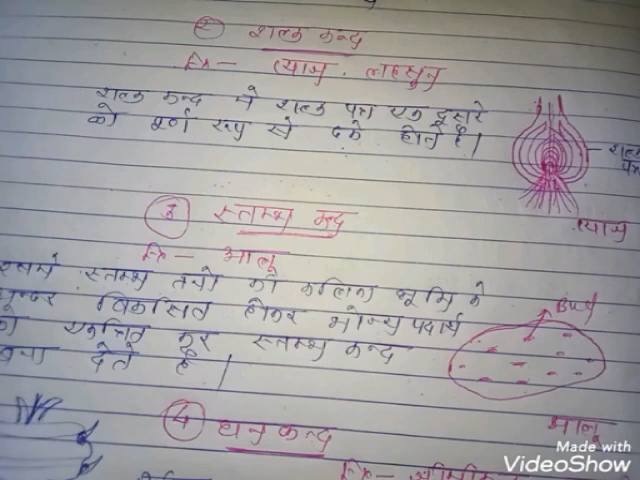 ② शल्क कन्द
Ex- प्याज, लहसुन
शल्क कन्द मे शल्क पत्र एक दूसरे
को पूर्ण रूप से ढके होते है।
शल्क
पत्र
प्याज
③ स्तम्भ कन्द
Ex- आलू
इसमे स्तम्भ तनो की कलिका भूमि के
अन्दर विकसित होकर भोज्य पदार्थ
को एकत्रित कर स्तम्भ कन्द
बना देते है।
Bud
आलू
④ घन कन्द
Ex-
Made with
VideoShow